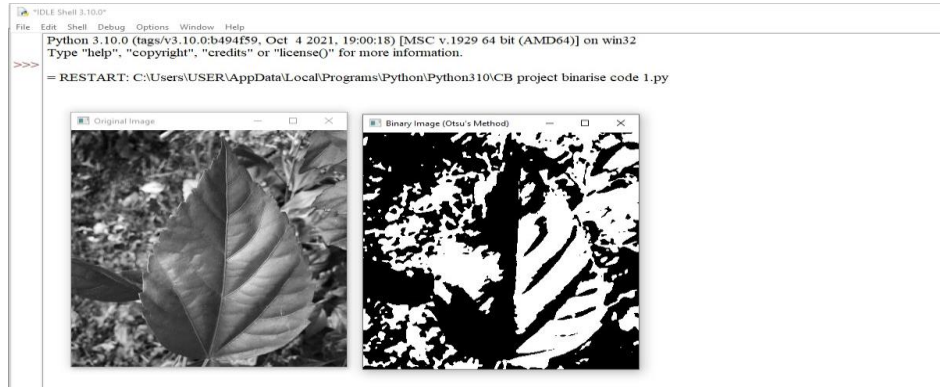 *IDLE Shell 3.10.0*
File Edit Shell Debug Options Window Help
Python 3.10.0 (tags/v3.10.0:b494f59, Oct 4 2021, 19:00:18) [MSC v.1929 64 bit (AMD64)] on win32
Type "help", "copyright", "credits" or "license()" for more information.
>>>
= RESTART: C:\Users\USER\AppData\Local\Programs\Python\Python310\CB project binarise code 1.py
Original Image
Binary Image (Otsu's Method)